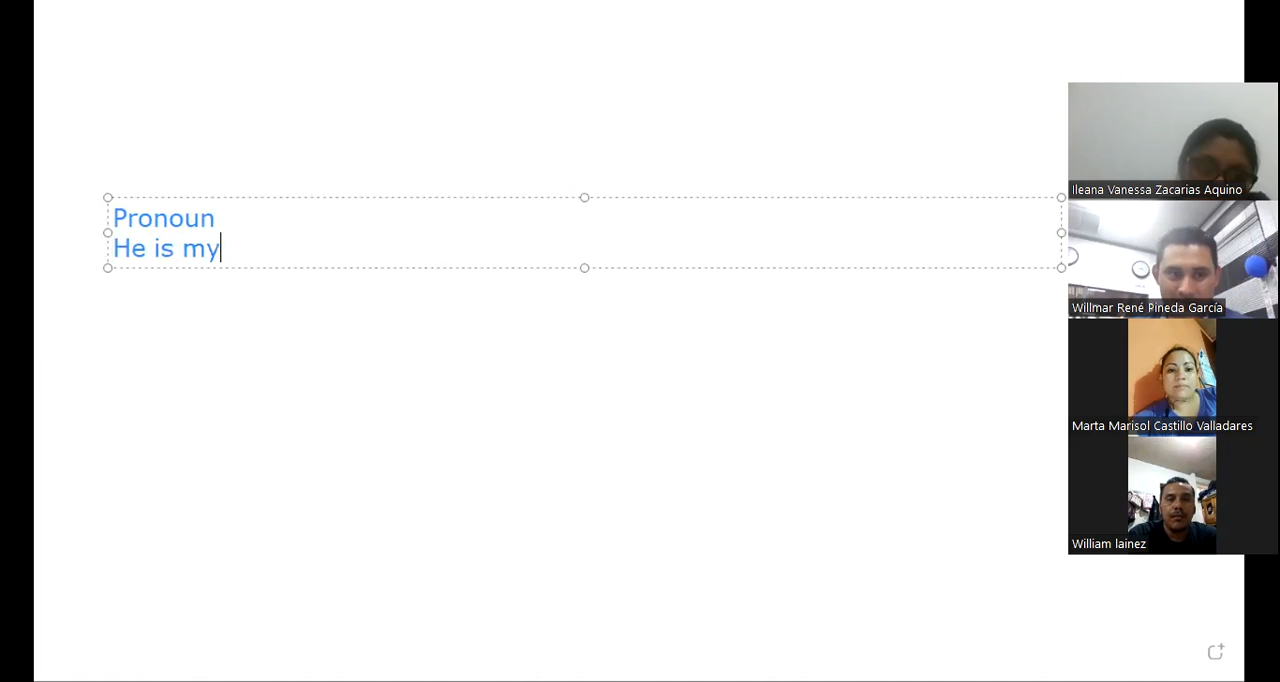 Pronoun
He is my
Ileana Vanessa Zacarias Aquino
Willmar René Pineda García
Marta Marisol Castillo Valladares
William lainez